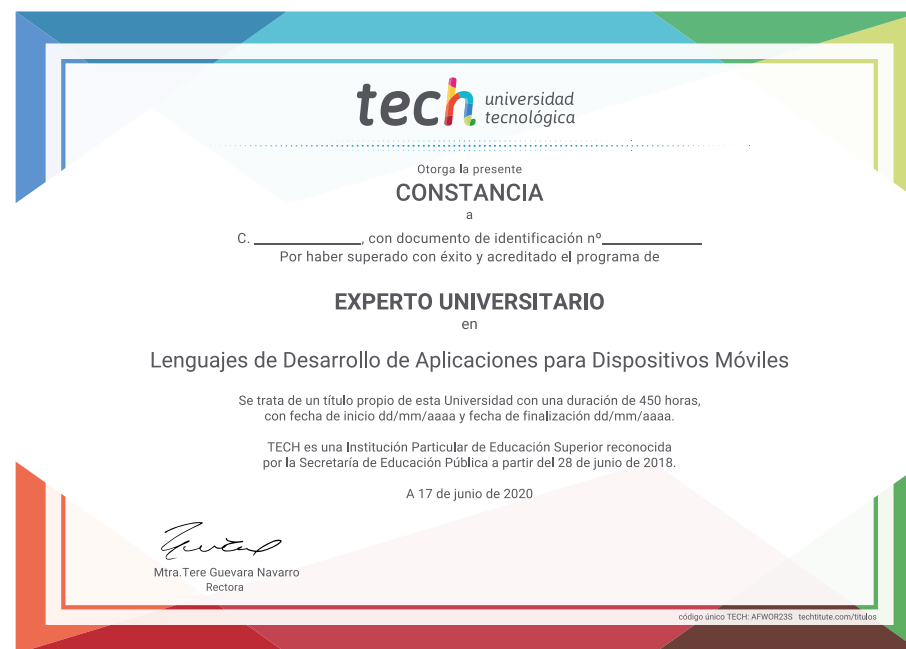 tech universidad
tecnológica
Otorga la presente
CONSTANCIA
a
C. ____________, con documento de identificación nº____________
Por haber superado con éxito y acreditado el programa de
EXPERTO UNIVERSITARIO
en
Lenguajes de Desarrollo de Aplicaciones para Dispositivos Móviles
Se trata de un título propio de esta Universidad con una duración de 450 horas,
con fecha de inicio dd/mm/aaaa y fecha de finalización dd/mm/aaaa.
TECH es una Institución Particular de Educación Superior reconocida
por la Secretaría de Educación Pública a partir del 28 de junio de 2018.
A 17 de junio de 2020
Mtra.Tere Guevara Navarro
Rectora
código único TECH: AFWOR23S techtitute.com/titulos